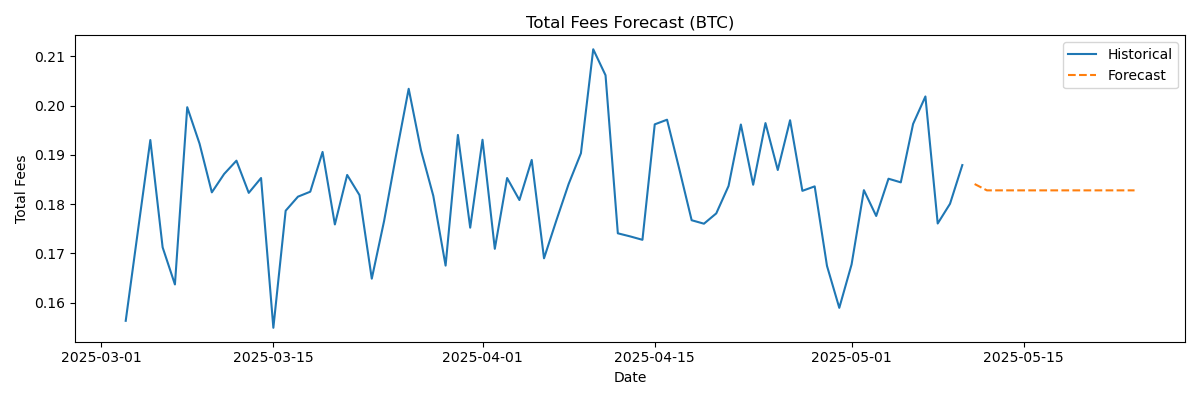 Total Fees Forecast (BTC)
Historical
Forecast
Total Fees
0.21
0.20
0.19
0.18
0.17
0.16
2025-03-01 2025-03-15 2025-04-01 2025-04-15 2025-05-01 2025-05-15
Date